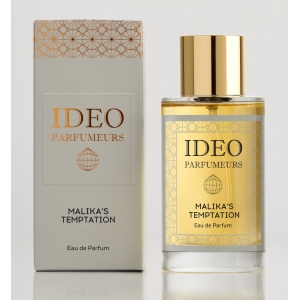 IDEO
PARFUMEURS
MALIKA'S
TEMPTATION
Eau de Parfum
IDEO
PARFUMEURS
MALIKA'S
TEMPTATION
Eau de Parfum